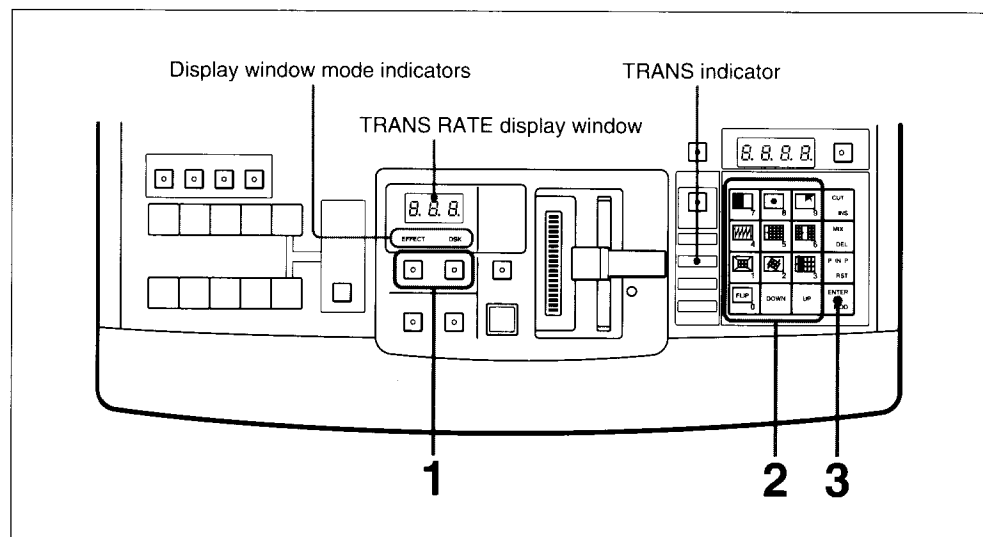 Display window mode indicators
TRANS indicator
TRANS RATE display window
8. 8. 8. 8.
8. 8. 8.
EFFECT DSK
7 8 9 CUT INS
4 5 6 MIX DEL
1 2 3 P IN P RST
FLIP 0 DOWN UP ENTER
1
2
3